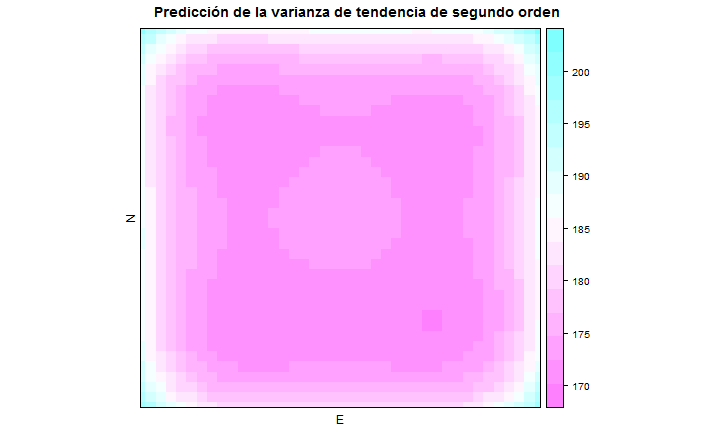 Predicción de la varianza de tendencia de segundo orden
200
195
190
185
180
175
170
N
E